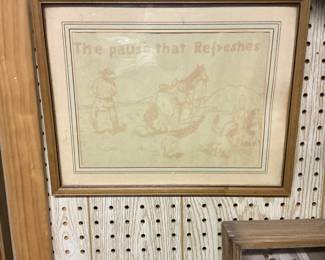 The pause that Refreshes